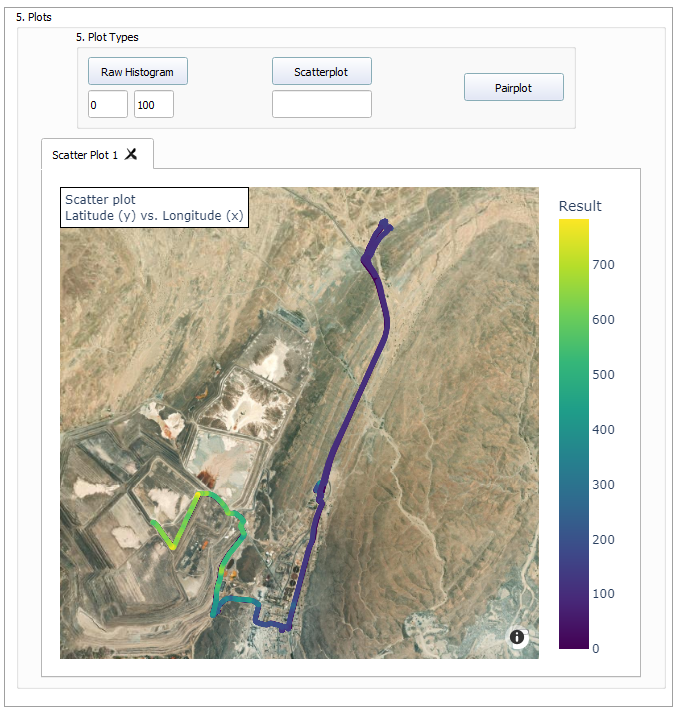 5. Plots
5. Plot Types
Raw Histogram
Scatterplot
Pairplot
0
100
Scatter Plot 1
Scatter plot
Latitude (y) vs. Longitude (x)
Result
700
600
500
400
300
200
100
0